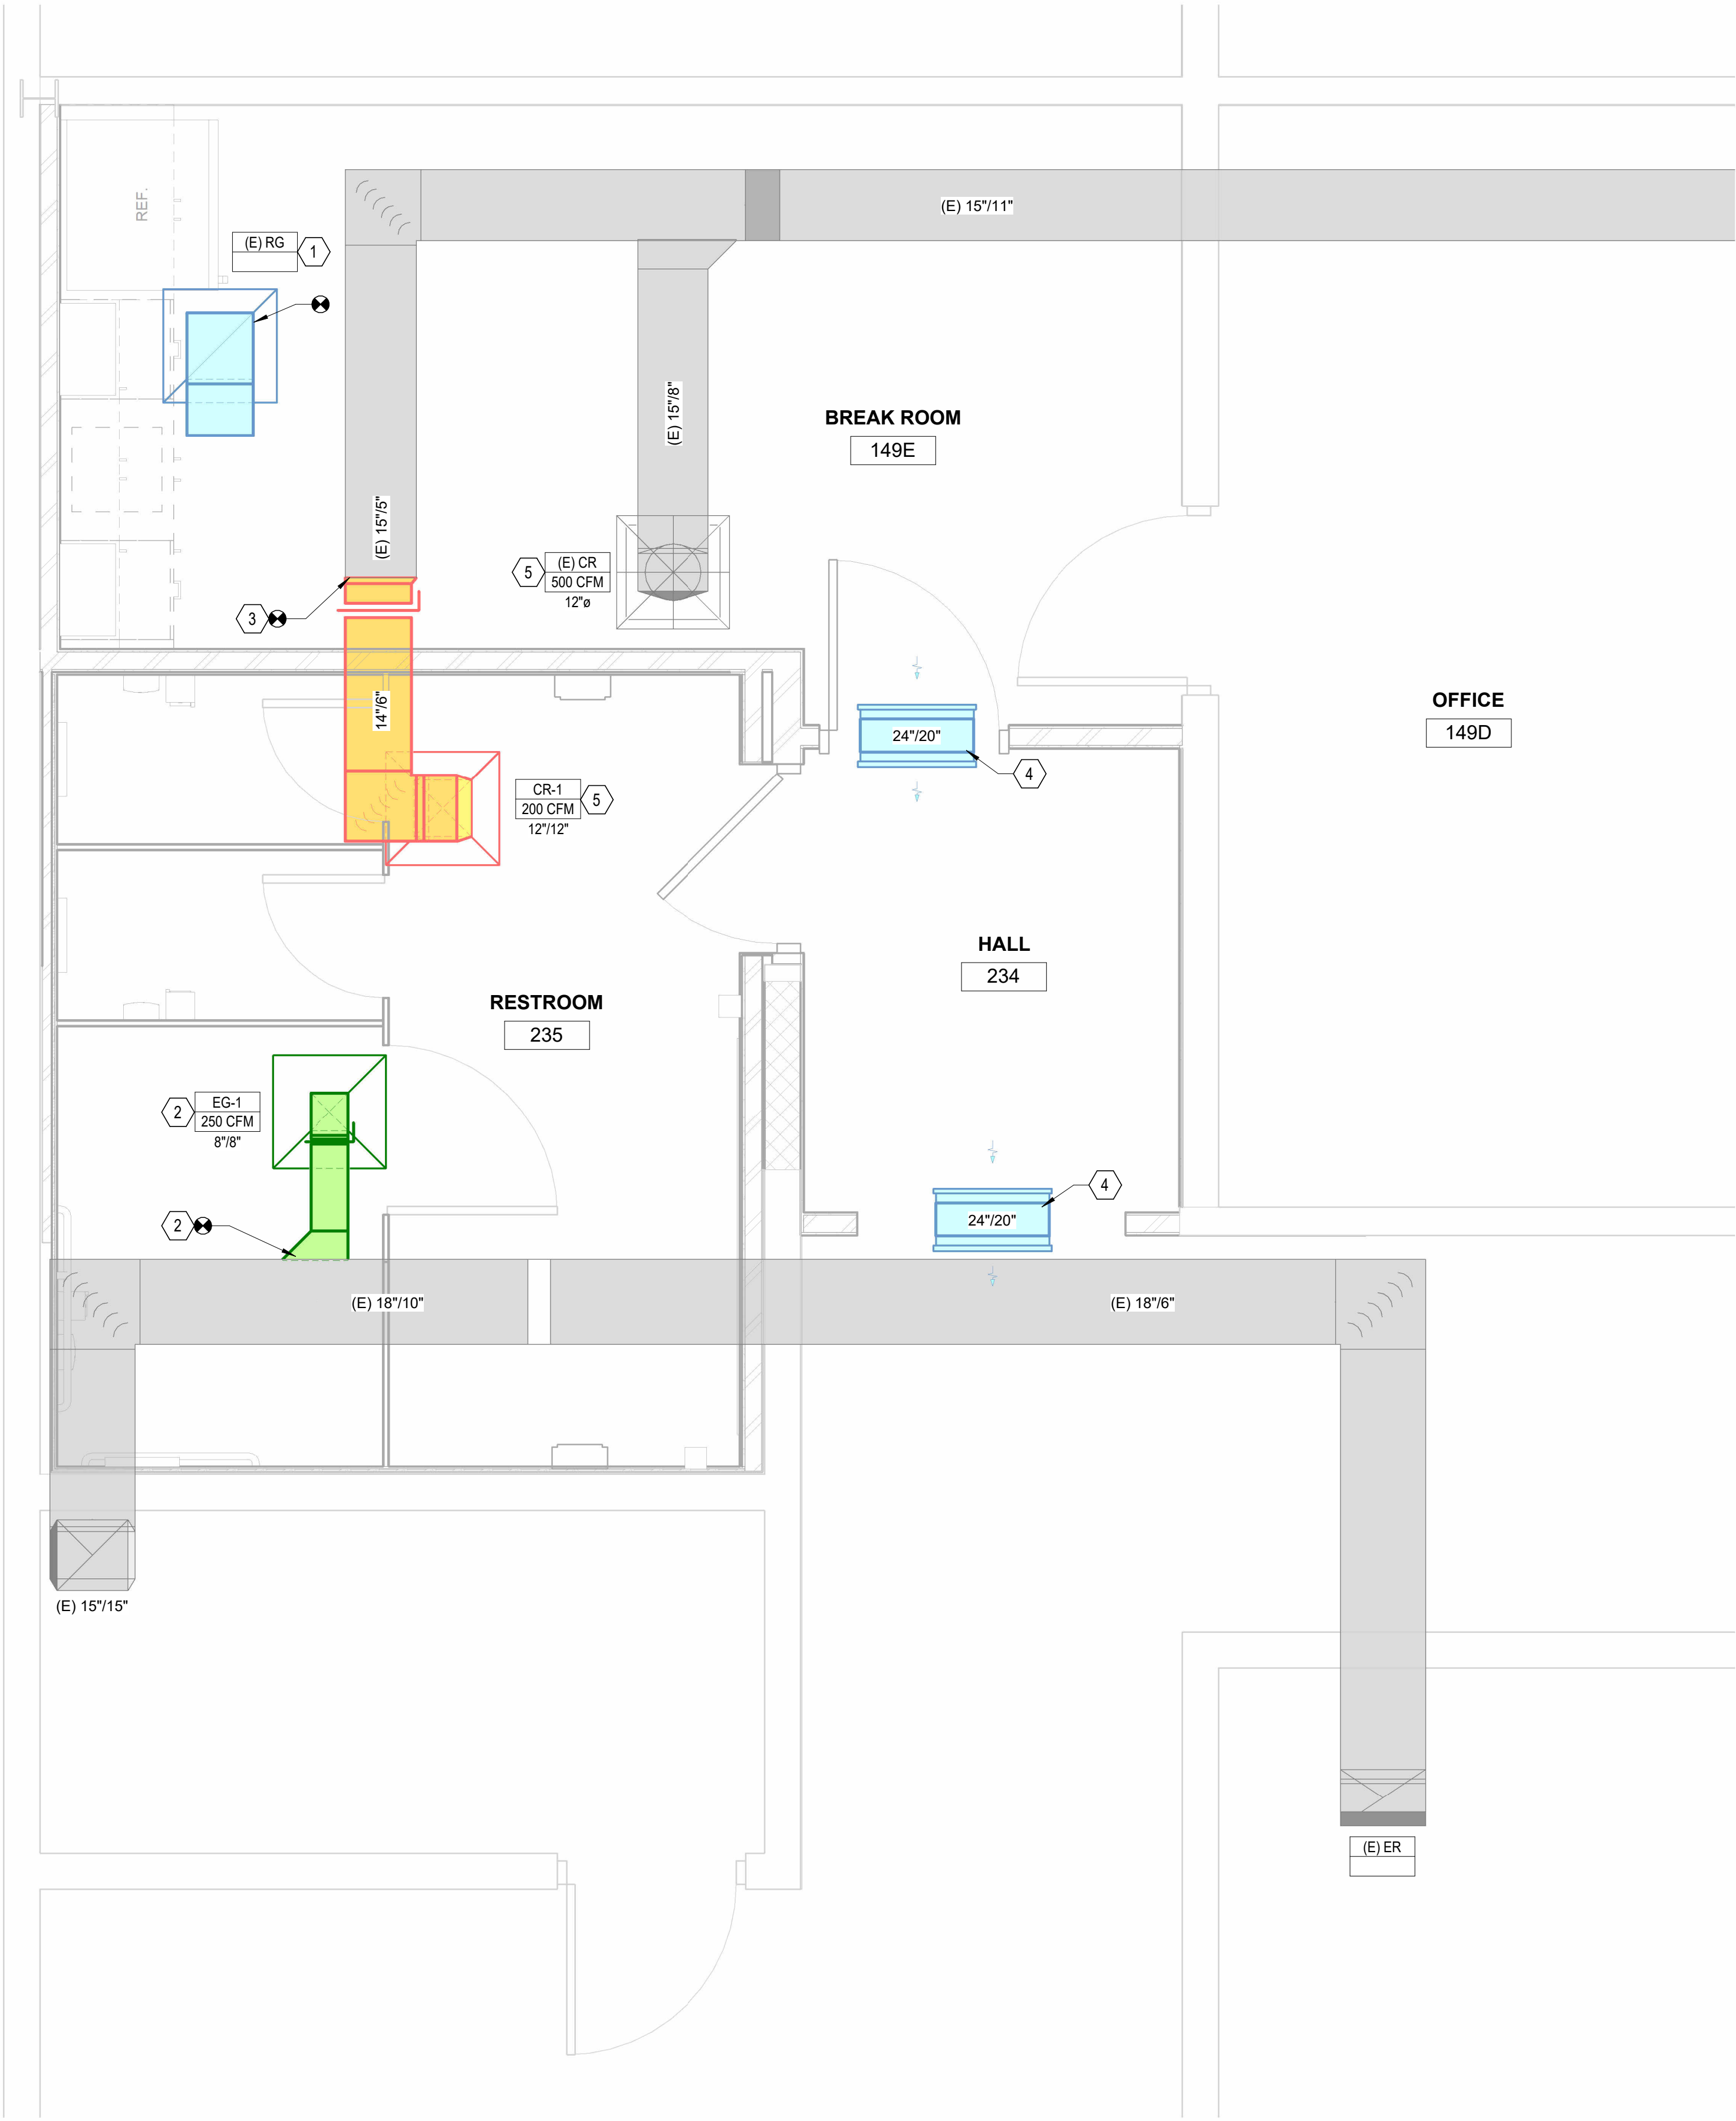 (E) 15"/11"
REF.
(E) RG
1
BREAK ROOM
149E
(E) 15"/8"
(E) 15"/5"
5
(E) CR
500 CFM
12"ø
3
14"/6"
OFFICE
149D
24"/20"
4
CR-1
200 CFM
12"/12"
5
HALL
234
RESTROOM
235
2
EG-1
250 CFM
8"/8"
4
24"/20"
2
(E) 18"/10"
(E) 18"/6"
(E) 15"/15"
(E) ER